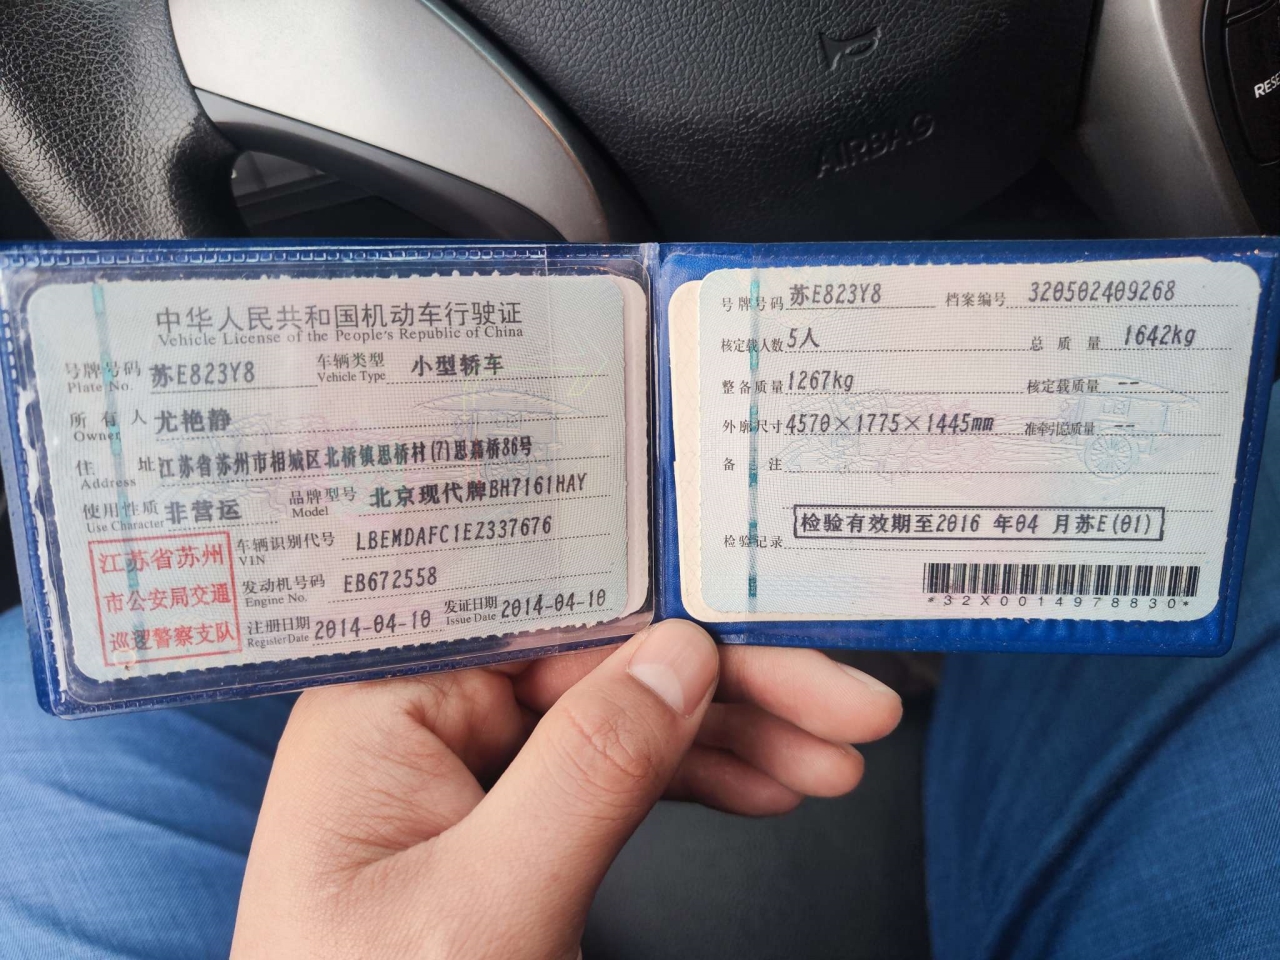 AIRBAG
RESE
中华人民共和国机动车行驶证
Vehicle License of the People's Republic of China
号牌号码 苏E823Y8 车辆类型 小型轿车
Plate No. Vehicle Type
所有人 尤艳静
Owner
住址 江苏省苏州市相城区北桥镇思桥村(7)思嘉桥86号
Address
使用性质 非营运 品牌型号 北京现代牌BH7161HAY
Use Character Model
江苏省苏州
市公安局交通
巡逻警察支队
车辆识别代号 LBEMDAFC1E2337676
VIN
发动机号码 EB672558
Engine No.
注册日期 2014-04-10 发证日期 2014-04-10
Register Date Issue Date
号牌号码 苏E823Y8 档案编号 320502409268
核定载人数 5人 总质量 1642kg
整备质量 1267kg 核定载质量 --
外廓尺寸 4570×1775×1445mm 准牵引总质量 --
备注
检验有效期至2016 年04 月苏E(01)
检验记录
*32X0014978830*